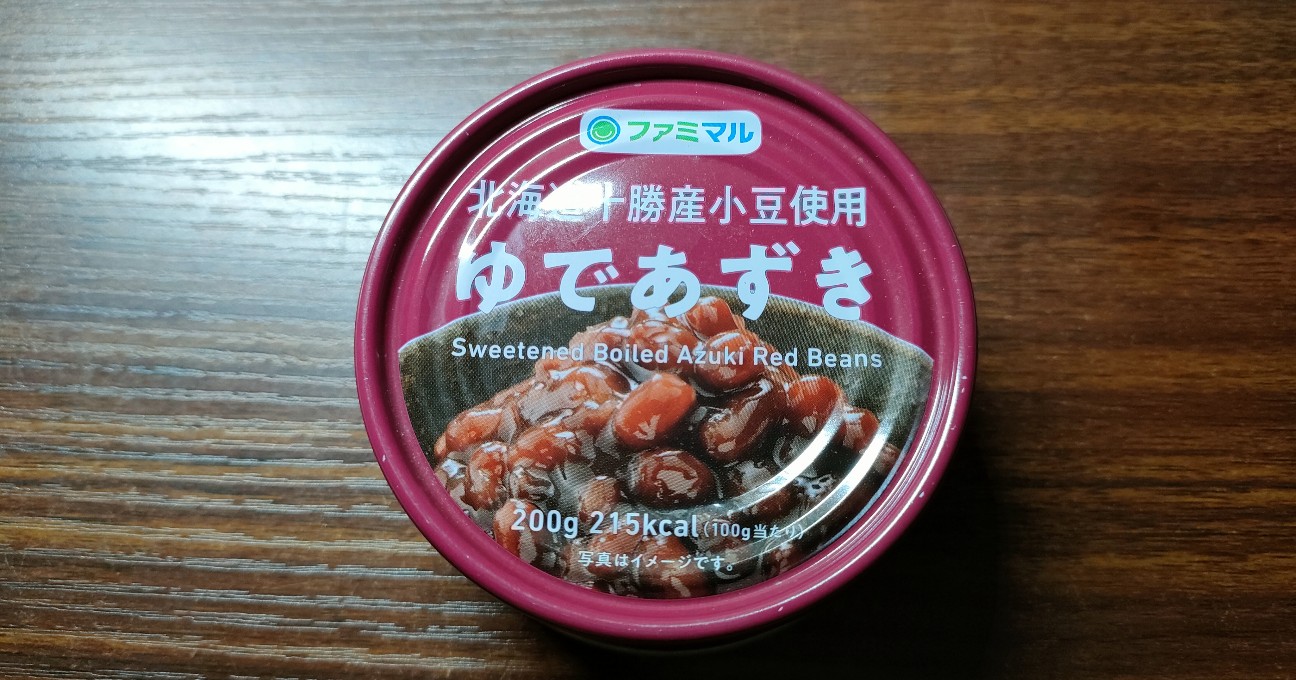 ファミマル
北海道十勝産小豆使用
ゆであずき
Sweetened Boiled Azuki Red Beans
200g 215kcal(100g当たり)
写真はイメージです。